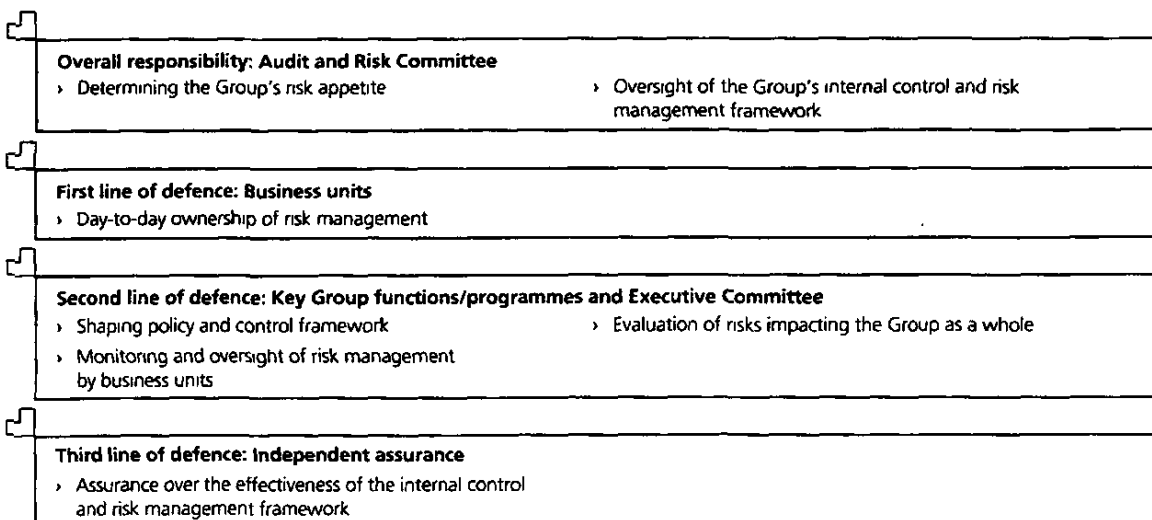 Overall responsibility: Audit and Risk Committee
› Determining the Group's risk appetite
› Oversight of the Group's internal control and risk
management framework
First line of defence: Business units
› Day-to-day ownership of risk management
Second line of defence: Key Group functions/programmes and Executive Committee
› Shaping policy and control framework
› Monitoring and oversight of risk management
by business units
› Evaluation of risks impacting the Group as a whole
Third line of defence: Independent assurance
› Assurance over the effectiveness of the internal control
and risk management framework